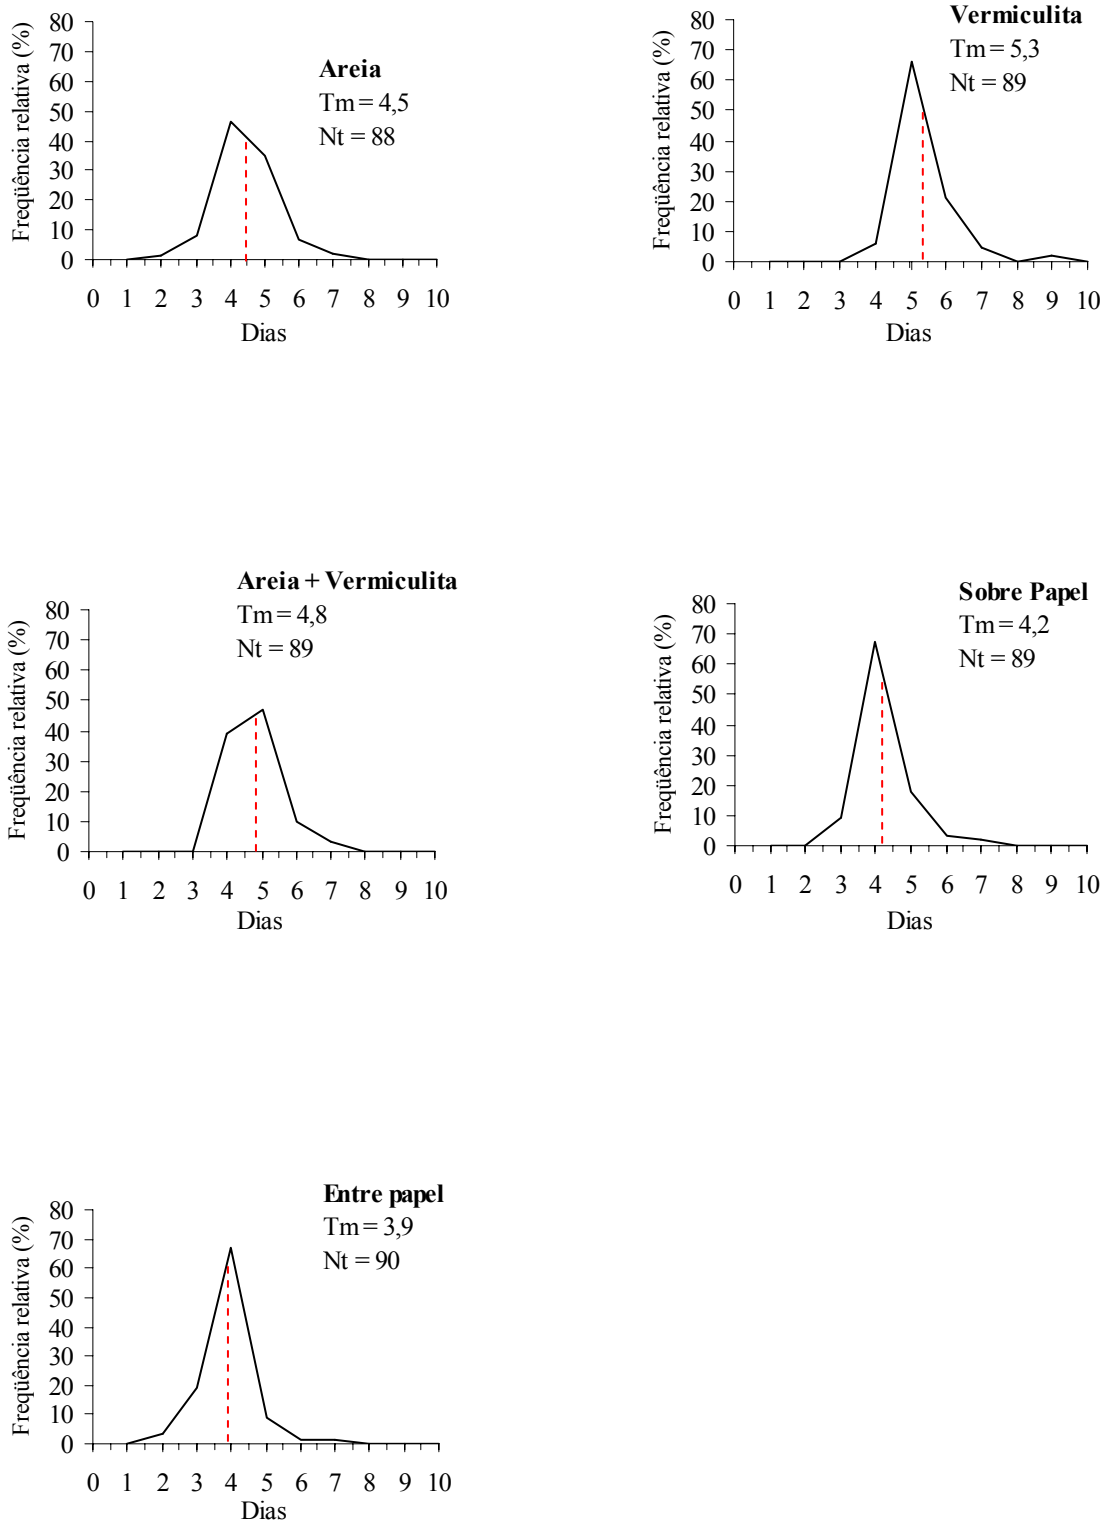 Freqüência relativa (%)
80
70
60
50
40
30
20
10
0
Areia
Tm = 4,5
Nt = 88
0 1 2 3 4 5 6 7 8 9 10
Dias
Freqüência relativa (%)
80
70
60
50
40
30
20
10
0
Vermiculita
Tm = 5,3
Nt = 89
0 1 2 3 4 5 6 7 8 9 10
Dias
Freqüência relativa (%)
80
70
60
50
40
30
20
10
0
Areia + Vermiculita
Tm = 4,8
Nt = 89
0 1 2 3 4 5 6 7 8 9 10
Dias
Freqüência relativa (%)
80
70
60
50
40
30
20
10
0
Sobre Papel
Tm = 4,2
Nt = 89
0 1 2 3 4 5 6 7 8 9 10
Dias
Freqüência relativa (%)
80
70
60
50
40
30
20
10
0
Entre papel
Tm = 3,9
Nt = 90
0 1 2 3 4 5 6 7 8 9 10
Dias